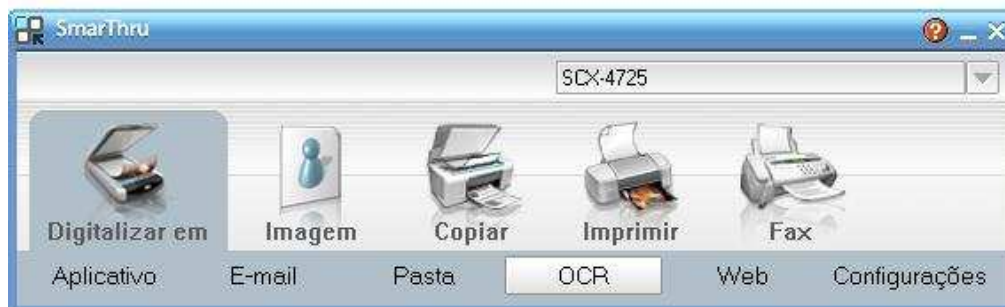 SmarThru
SCX-4725
Digitalizar em Imagem Copiar Imprimir Fax
Aplicativo E-mail Pasta OCR Web Configurações